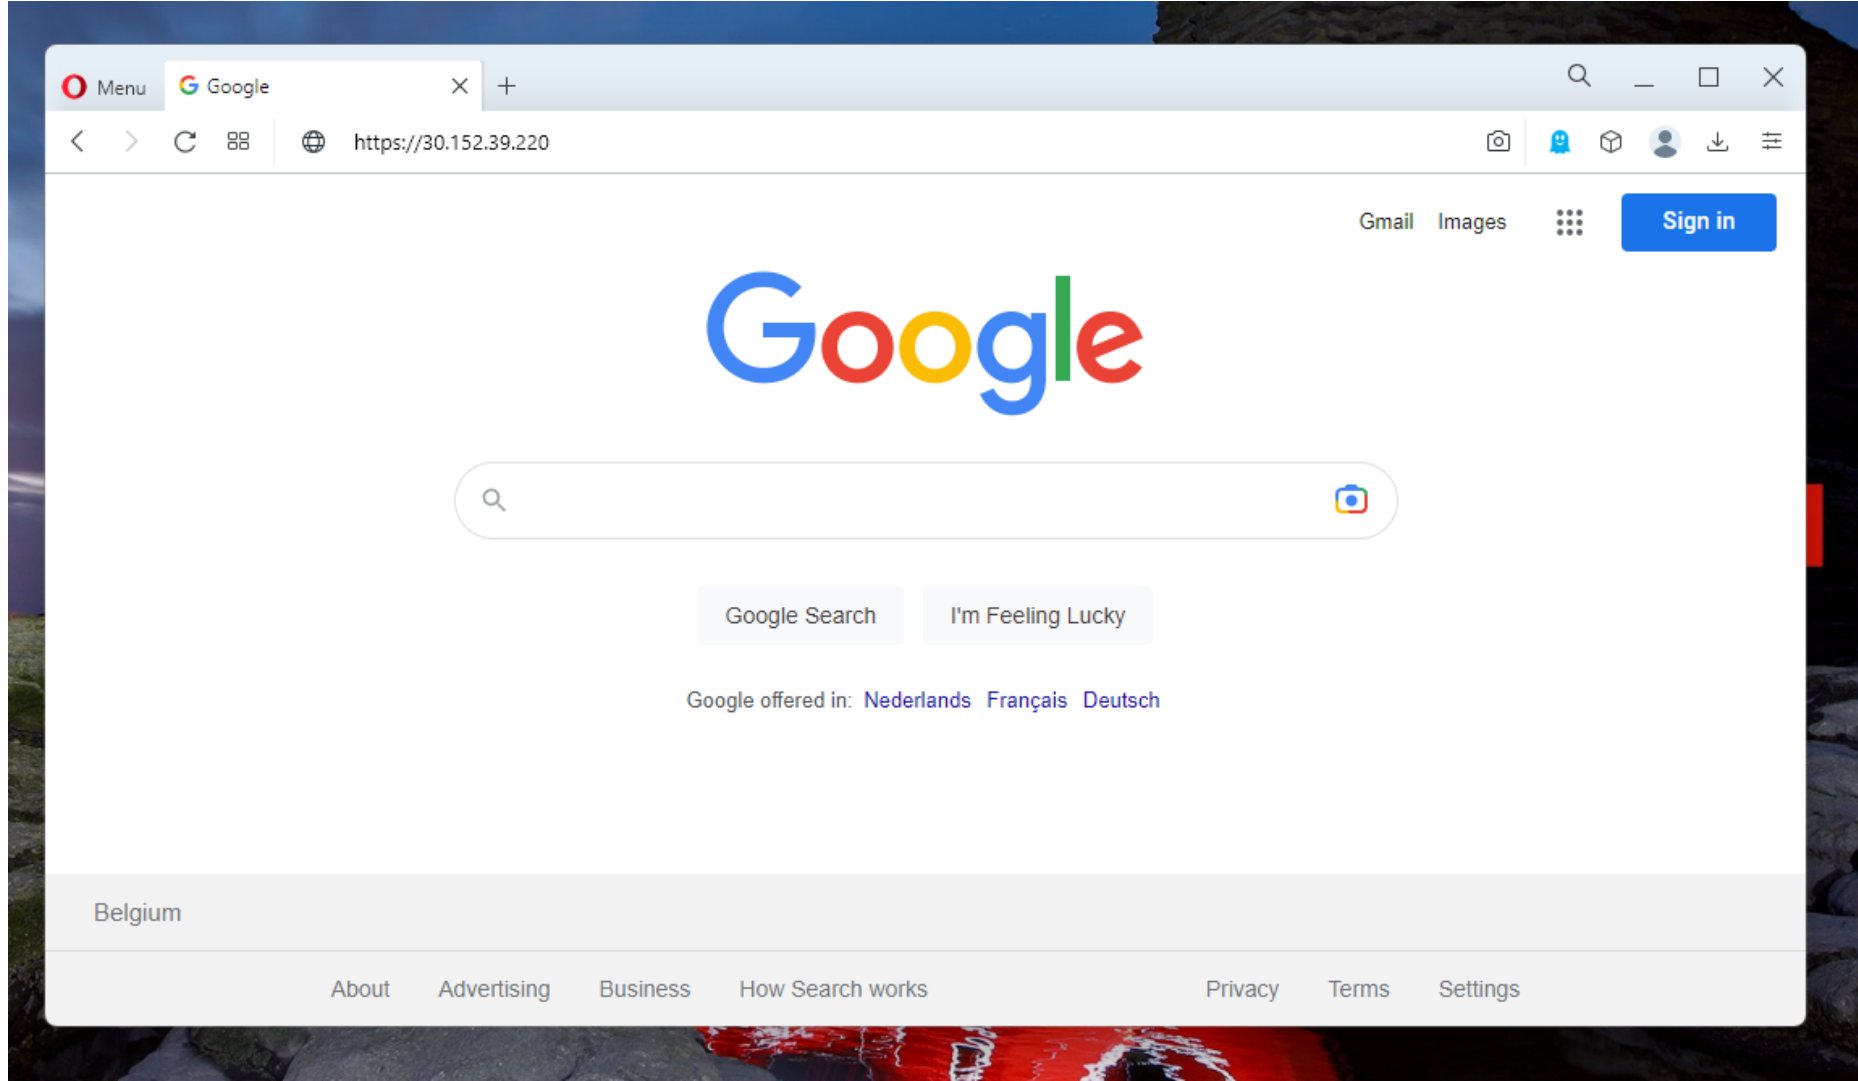 Menu Google
https://30.152.39.220
Gmail Images Sign in
Google
Google Search I'm Feeling Lucky
Google offered in: Nederlands Français Deutsch
Belgium
About Advertising Business How Search works Privacy Terms Settings